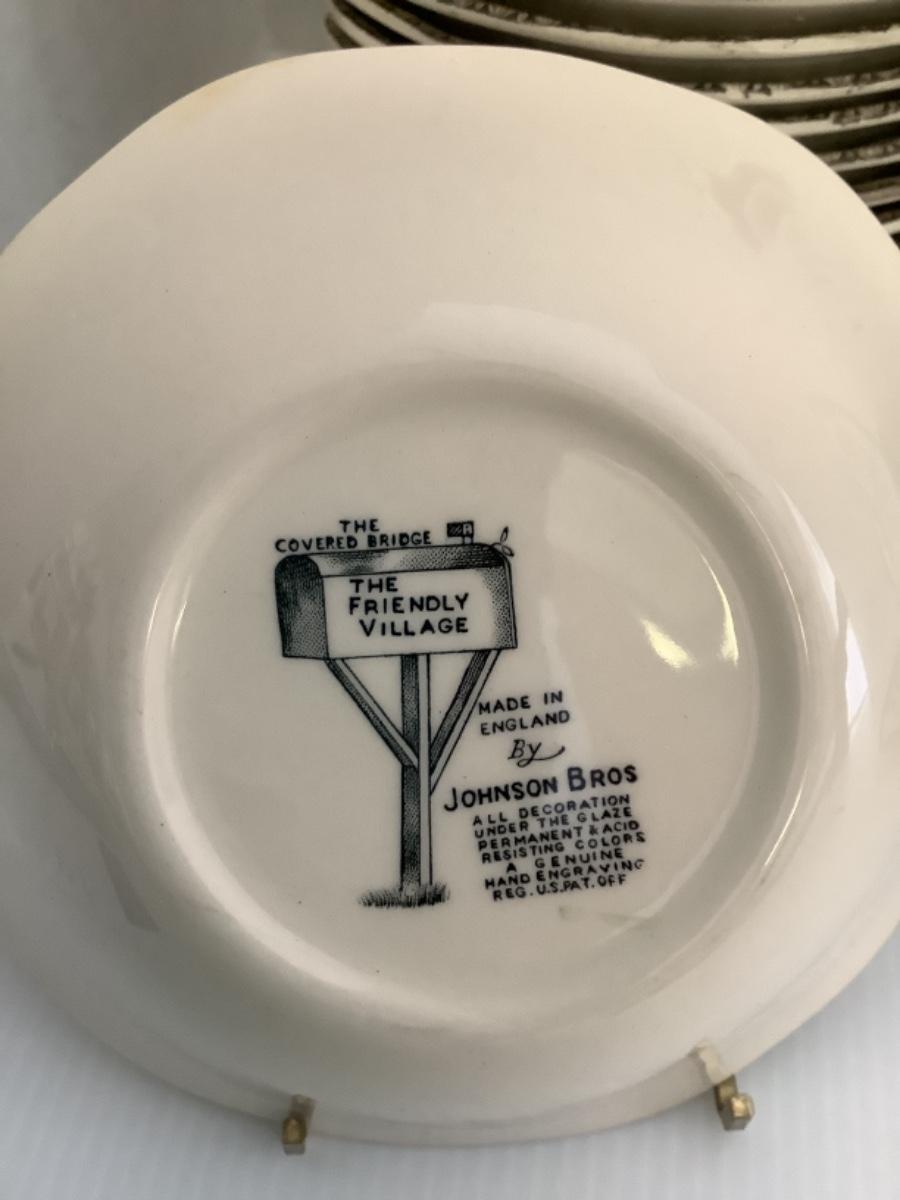 THE
COVERED BRIDGE
THE
FRIENDLY
VILLAGE
MADE IN
ENGLAND
By
JOHNSON BROS
ALL DECORATION
UNDER THE GLAZE
PERMANENT & ACID
RESISTING COLORS
A GENUINE
HAND ENGRAVING
REG. U.S. PAT. OFF